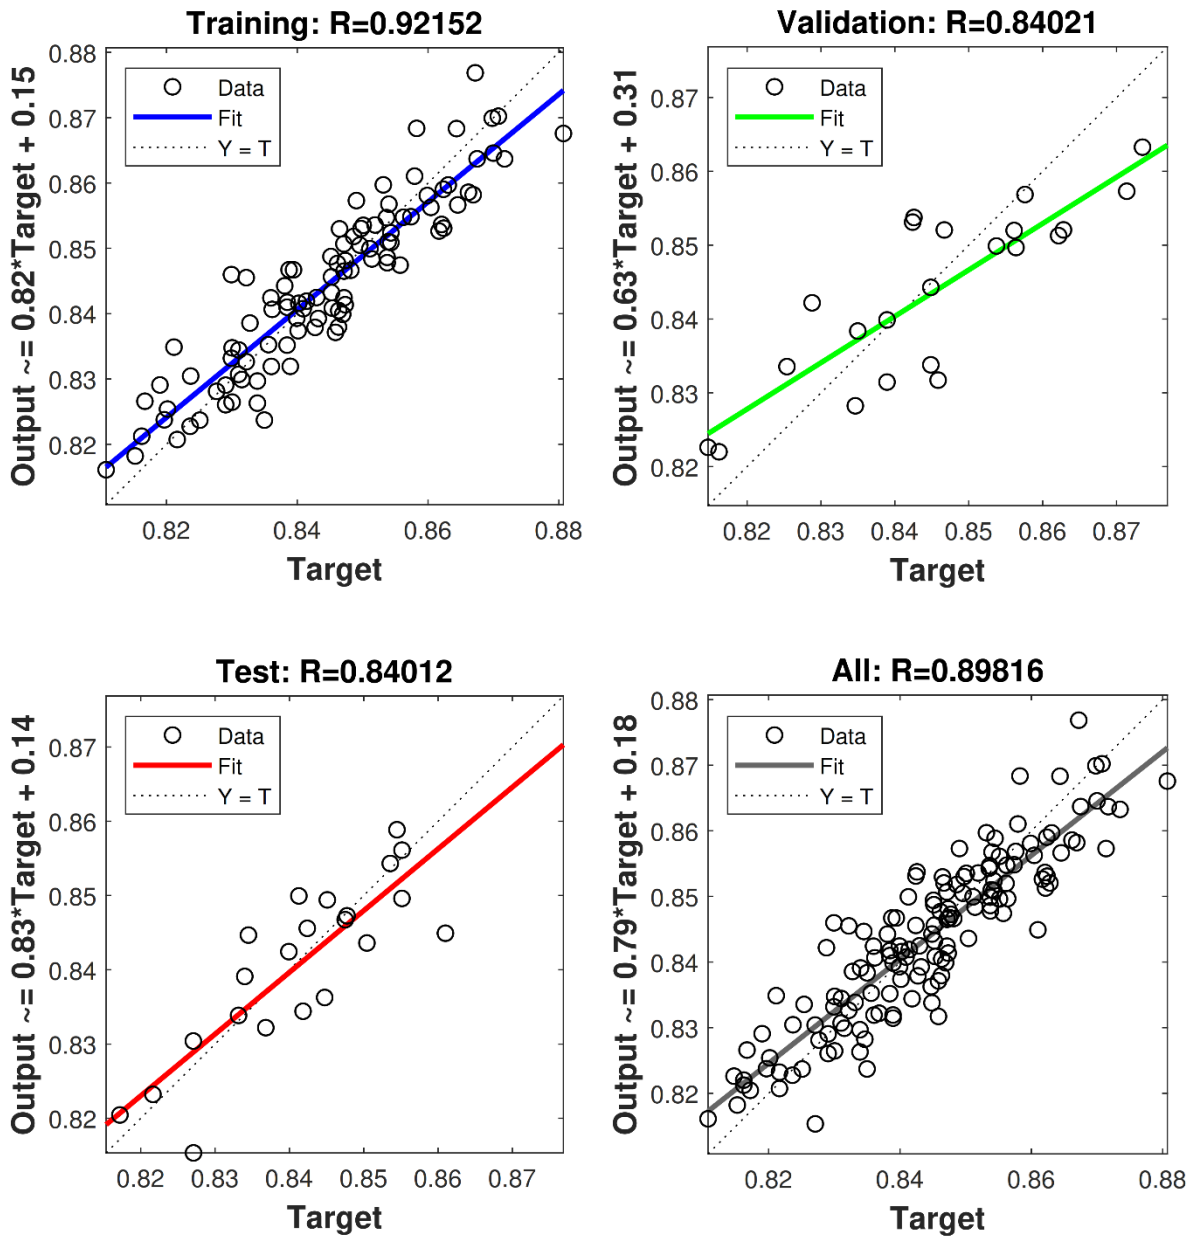 Training: R=0.92152
Output ~= 0.82*Target + 0.15
0.88
0.87
0.86
0.85
0.84
0.83
0.82
Data
Fit
Y = T
0.82
0.84
0.86
0.88
Target
Validation: R=0.84021
Output ~= 0.63*Target + 0.31
0.87
0.86
0.85
0.84
0.83
0.82
Data
Fit
Y = T
0.82
0.83
0.84
0.85
0.86
0.87
Target
Test: R=0.84012
Output ~= 0.83*Target + 0.14
0.87
0.86
0.85
0.84
0.83
0.82
Data
Fit
Y = T
0.82
0.83
0.84
0.85
0.86
0.87
Target
All: R=0.89816
Output ~= 0.79*Target + 0.18
0.88
0.87
0.86
0.85
0.84
0.83
0.82
Data
Fit
Y = T
0.82
0.84
0.86
0.88
Target